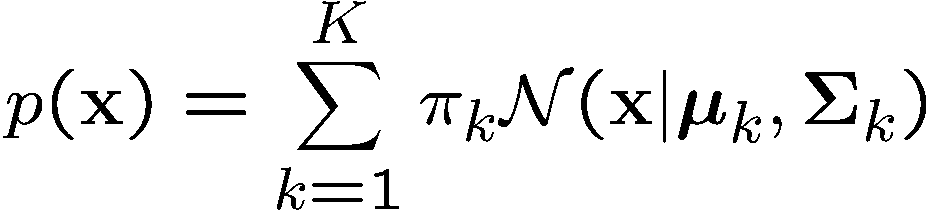 p(𝐱) = ∑_{k=1}^{K} π_k 𝒩(𝐱|𝝁_k, 𝚺_k)